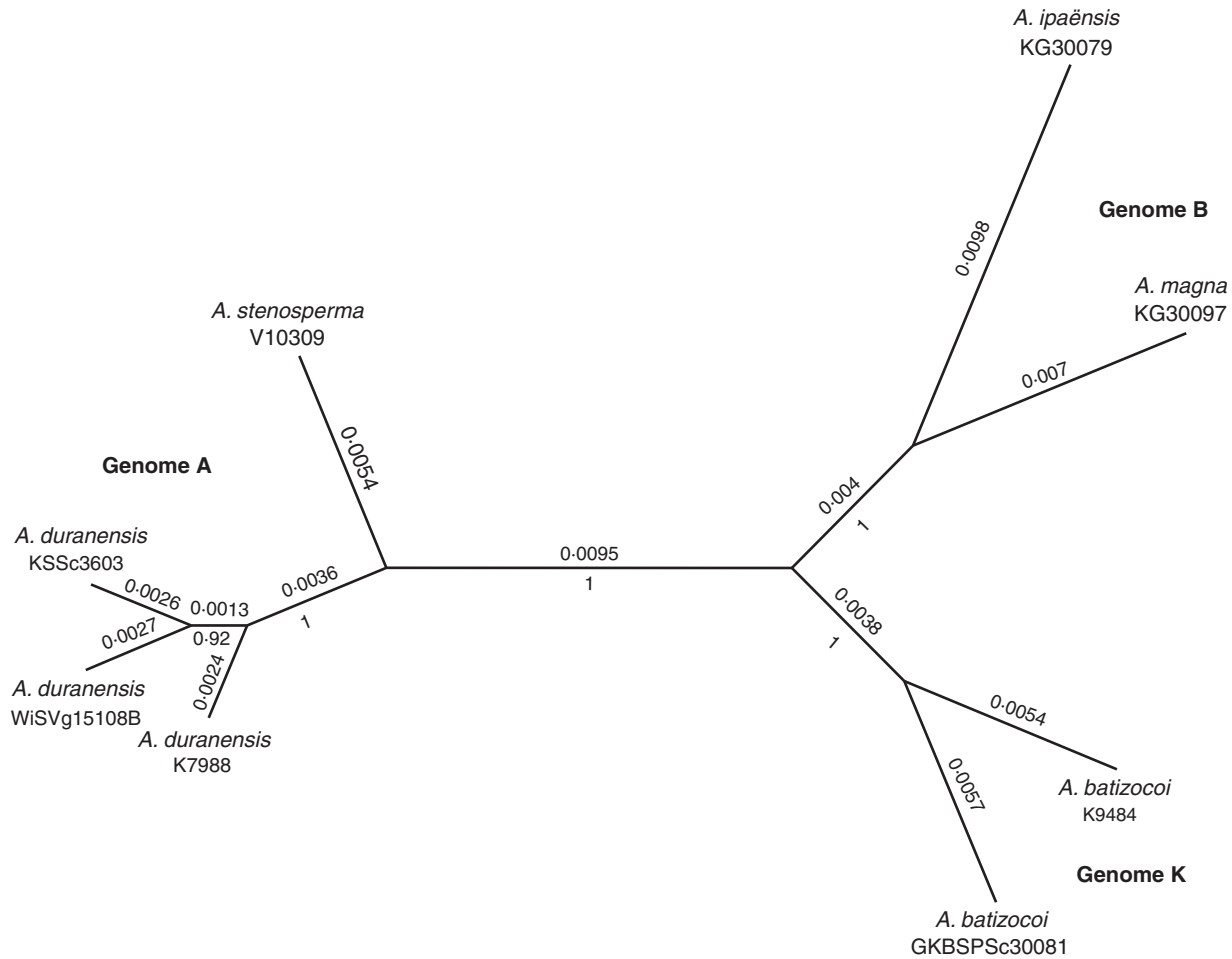 A. ipaënsis
KG30079
Genome B
0·0098
A. magna
KG30097
0·007
A. stenosperma
V10309
0·0054
Genome A
0·004
1
A. duranensis
KSSc3603
0·0095
1
0·0036
1
0·0026
0·0013
0·92
0·0027
0·0024
A. duranensis
WiSVg15108B
A. duranensis
K7988
0·0038
1
0·0054
0·0057
A. batizocoi
K9484
Genome K
A. batizocoi
GKBSPSc30081